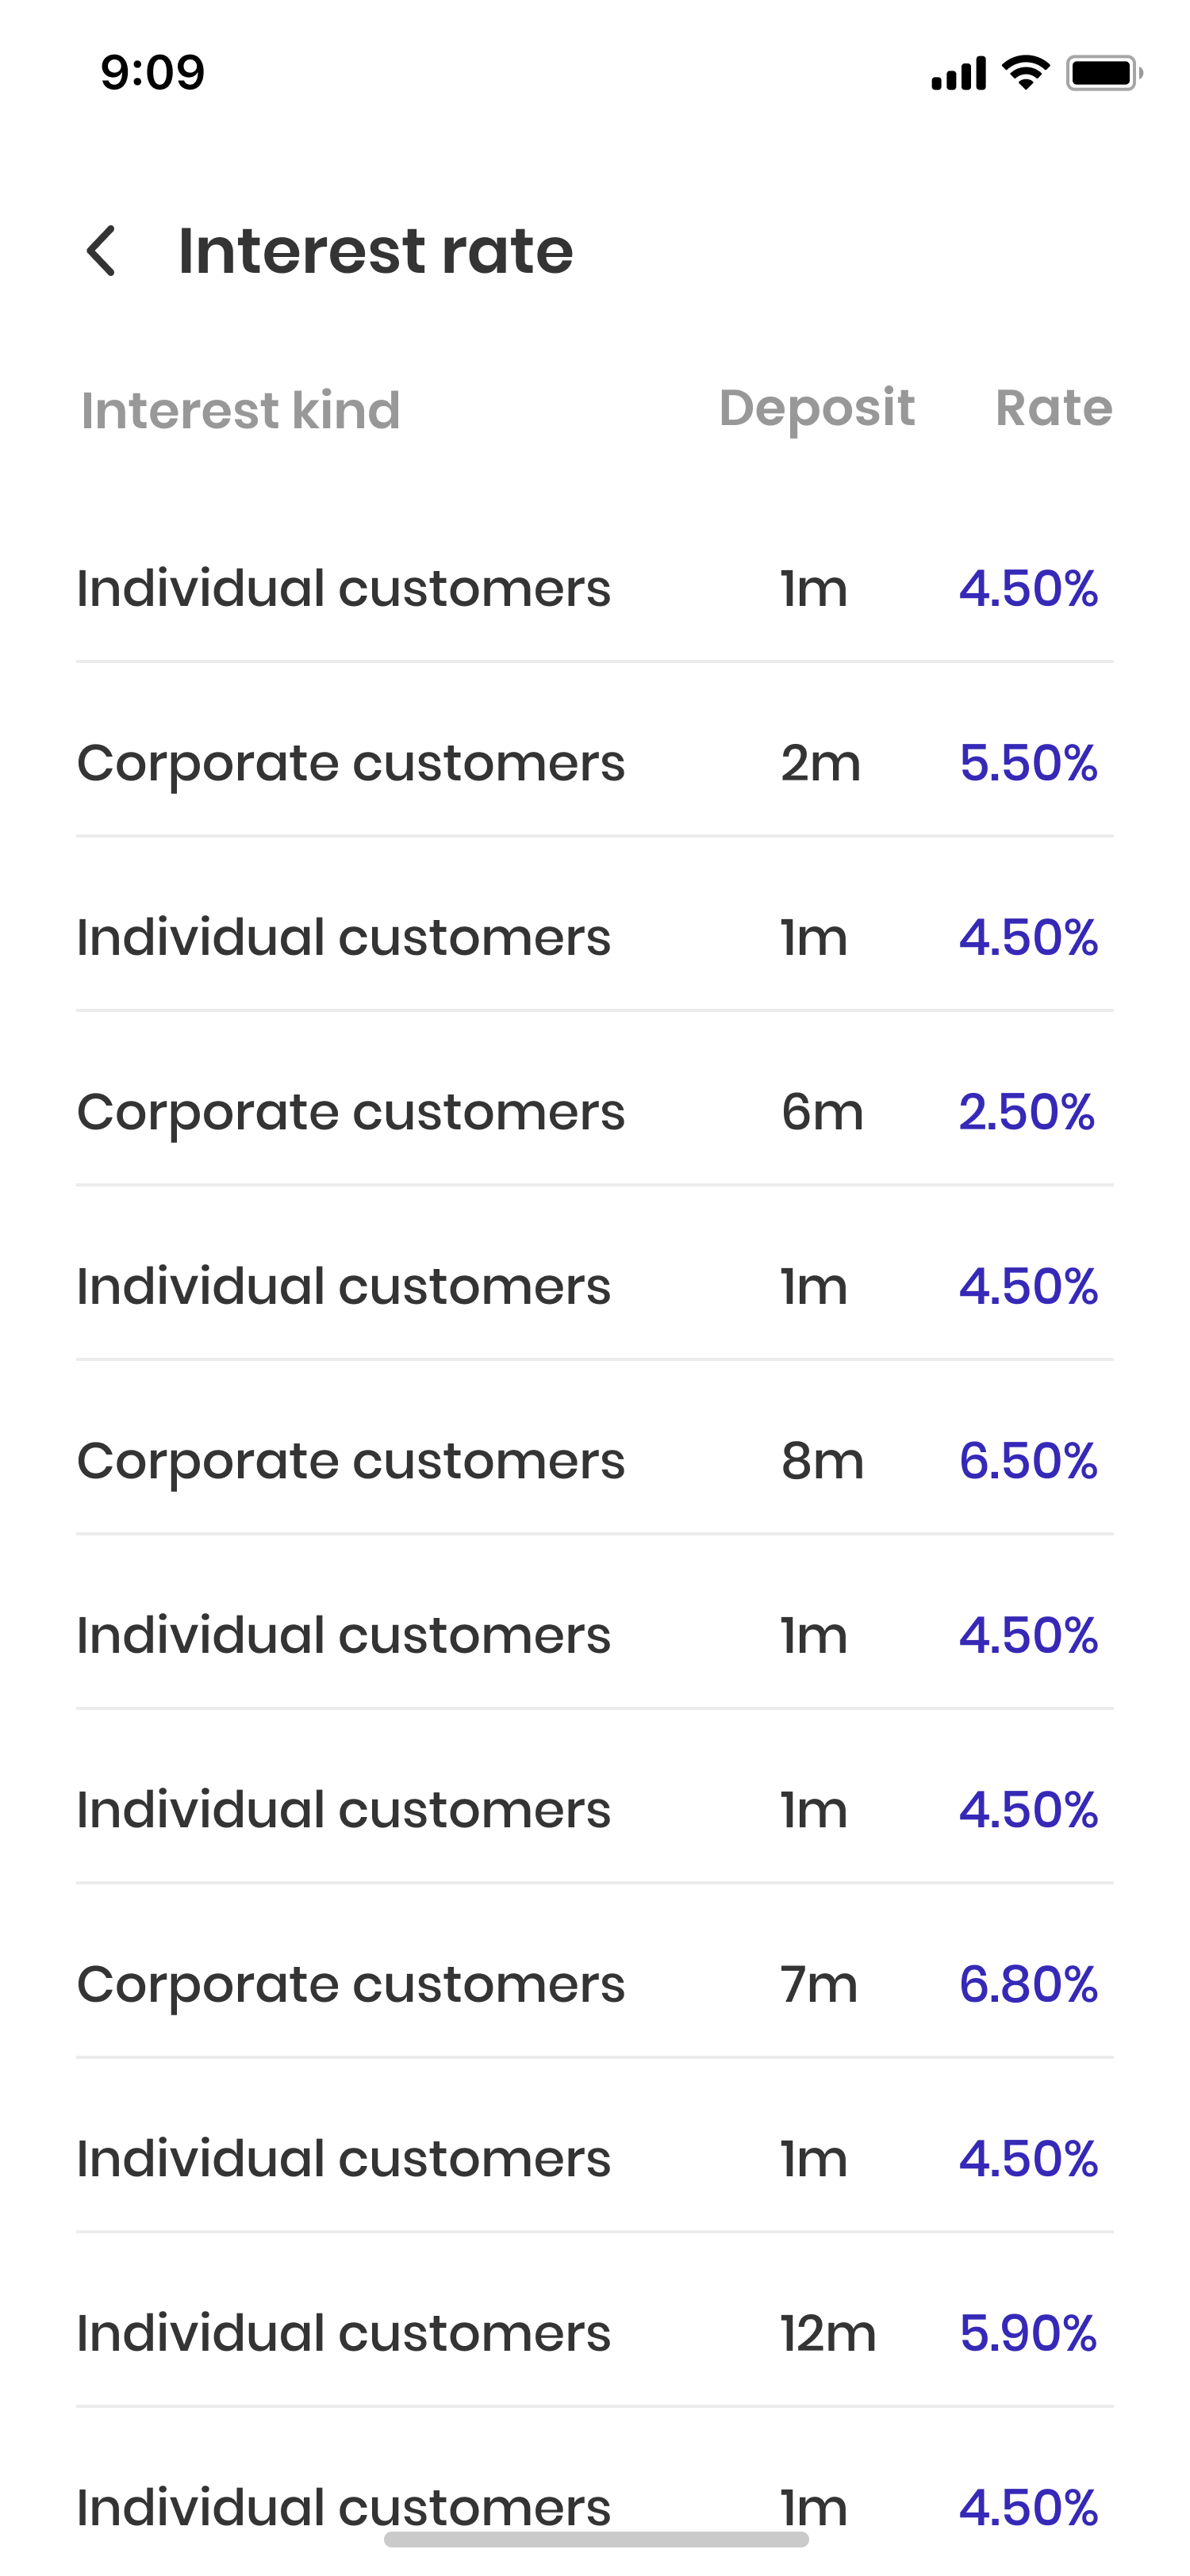 9:09
Interest rate
Interest kind Deposit Rate
Individual customers 1m 4.50%
Corporate customers 2m 5.50%
Individual customers 1m 4.50%
Corporate customers 6m 2.50%
Individual customers 1m 4.50%
Corporate customers 8m 6.50%
Individual customers 1m 4.50%
Individual customers 1m 4.50%
Corporate customers 7m 6.80%
Individual customers 1m 4.50%
Individual customers 12m 5.90%
Individual customers 1m 4.50%